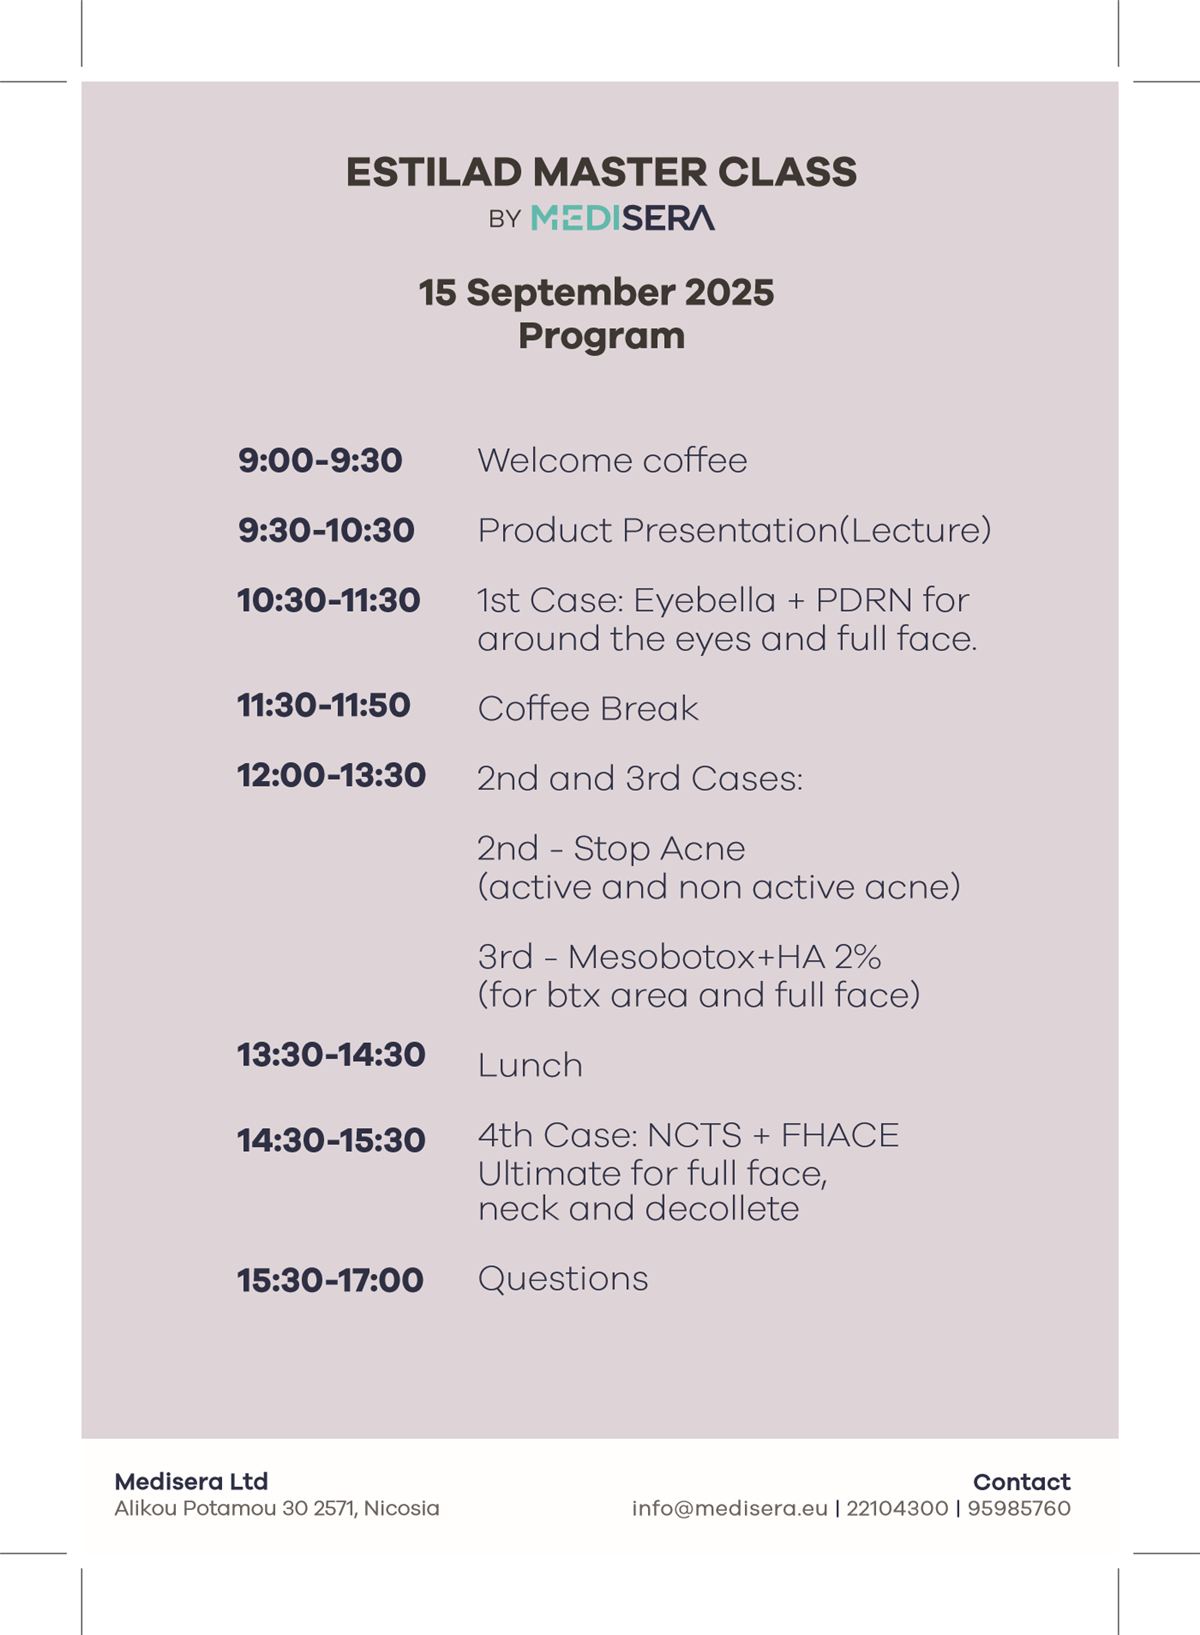 ESTILAD MASTER CLASS
BY MEDISERA
15 September 2025
Program
9:00-9:30 Welcome coffee
9:30-10:30 Product Presentation(Lecture)
10:30-11:30 1st Case: Eyebella + PDRN for
around the eyes and full face.
11:30-11:50 Coffee Break
12:00-13:30 2nd and 3rd Cases:
2nd - Stop Acne
(active and non active acne)
3rd - Mesobotox+HA 2%
(for btx area and full face)
13:30-14:30 Lunch
14:30-15:30 4th Case: NCTS + FHACE
Ultimate for full face,
neck and decollete
15:30-17:00 Questions
Medisera Ltd
Alikou Potamou 30 2571, Nicosia
Contact
info@medisera.eu | 22104300 | 95985760